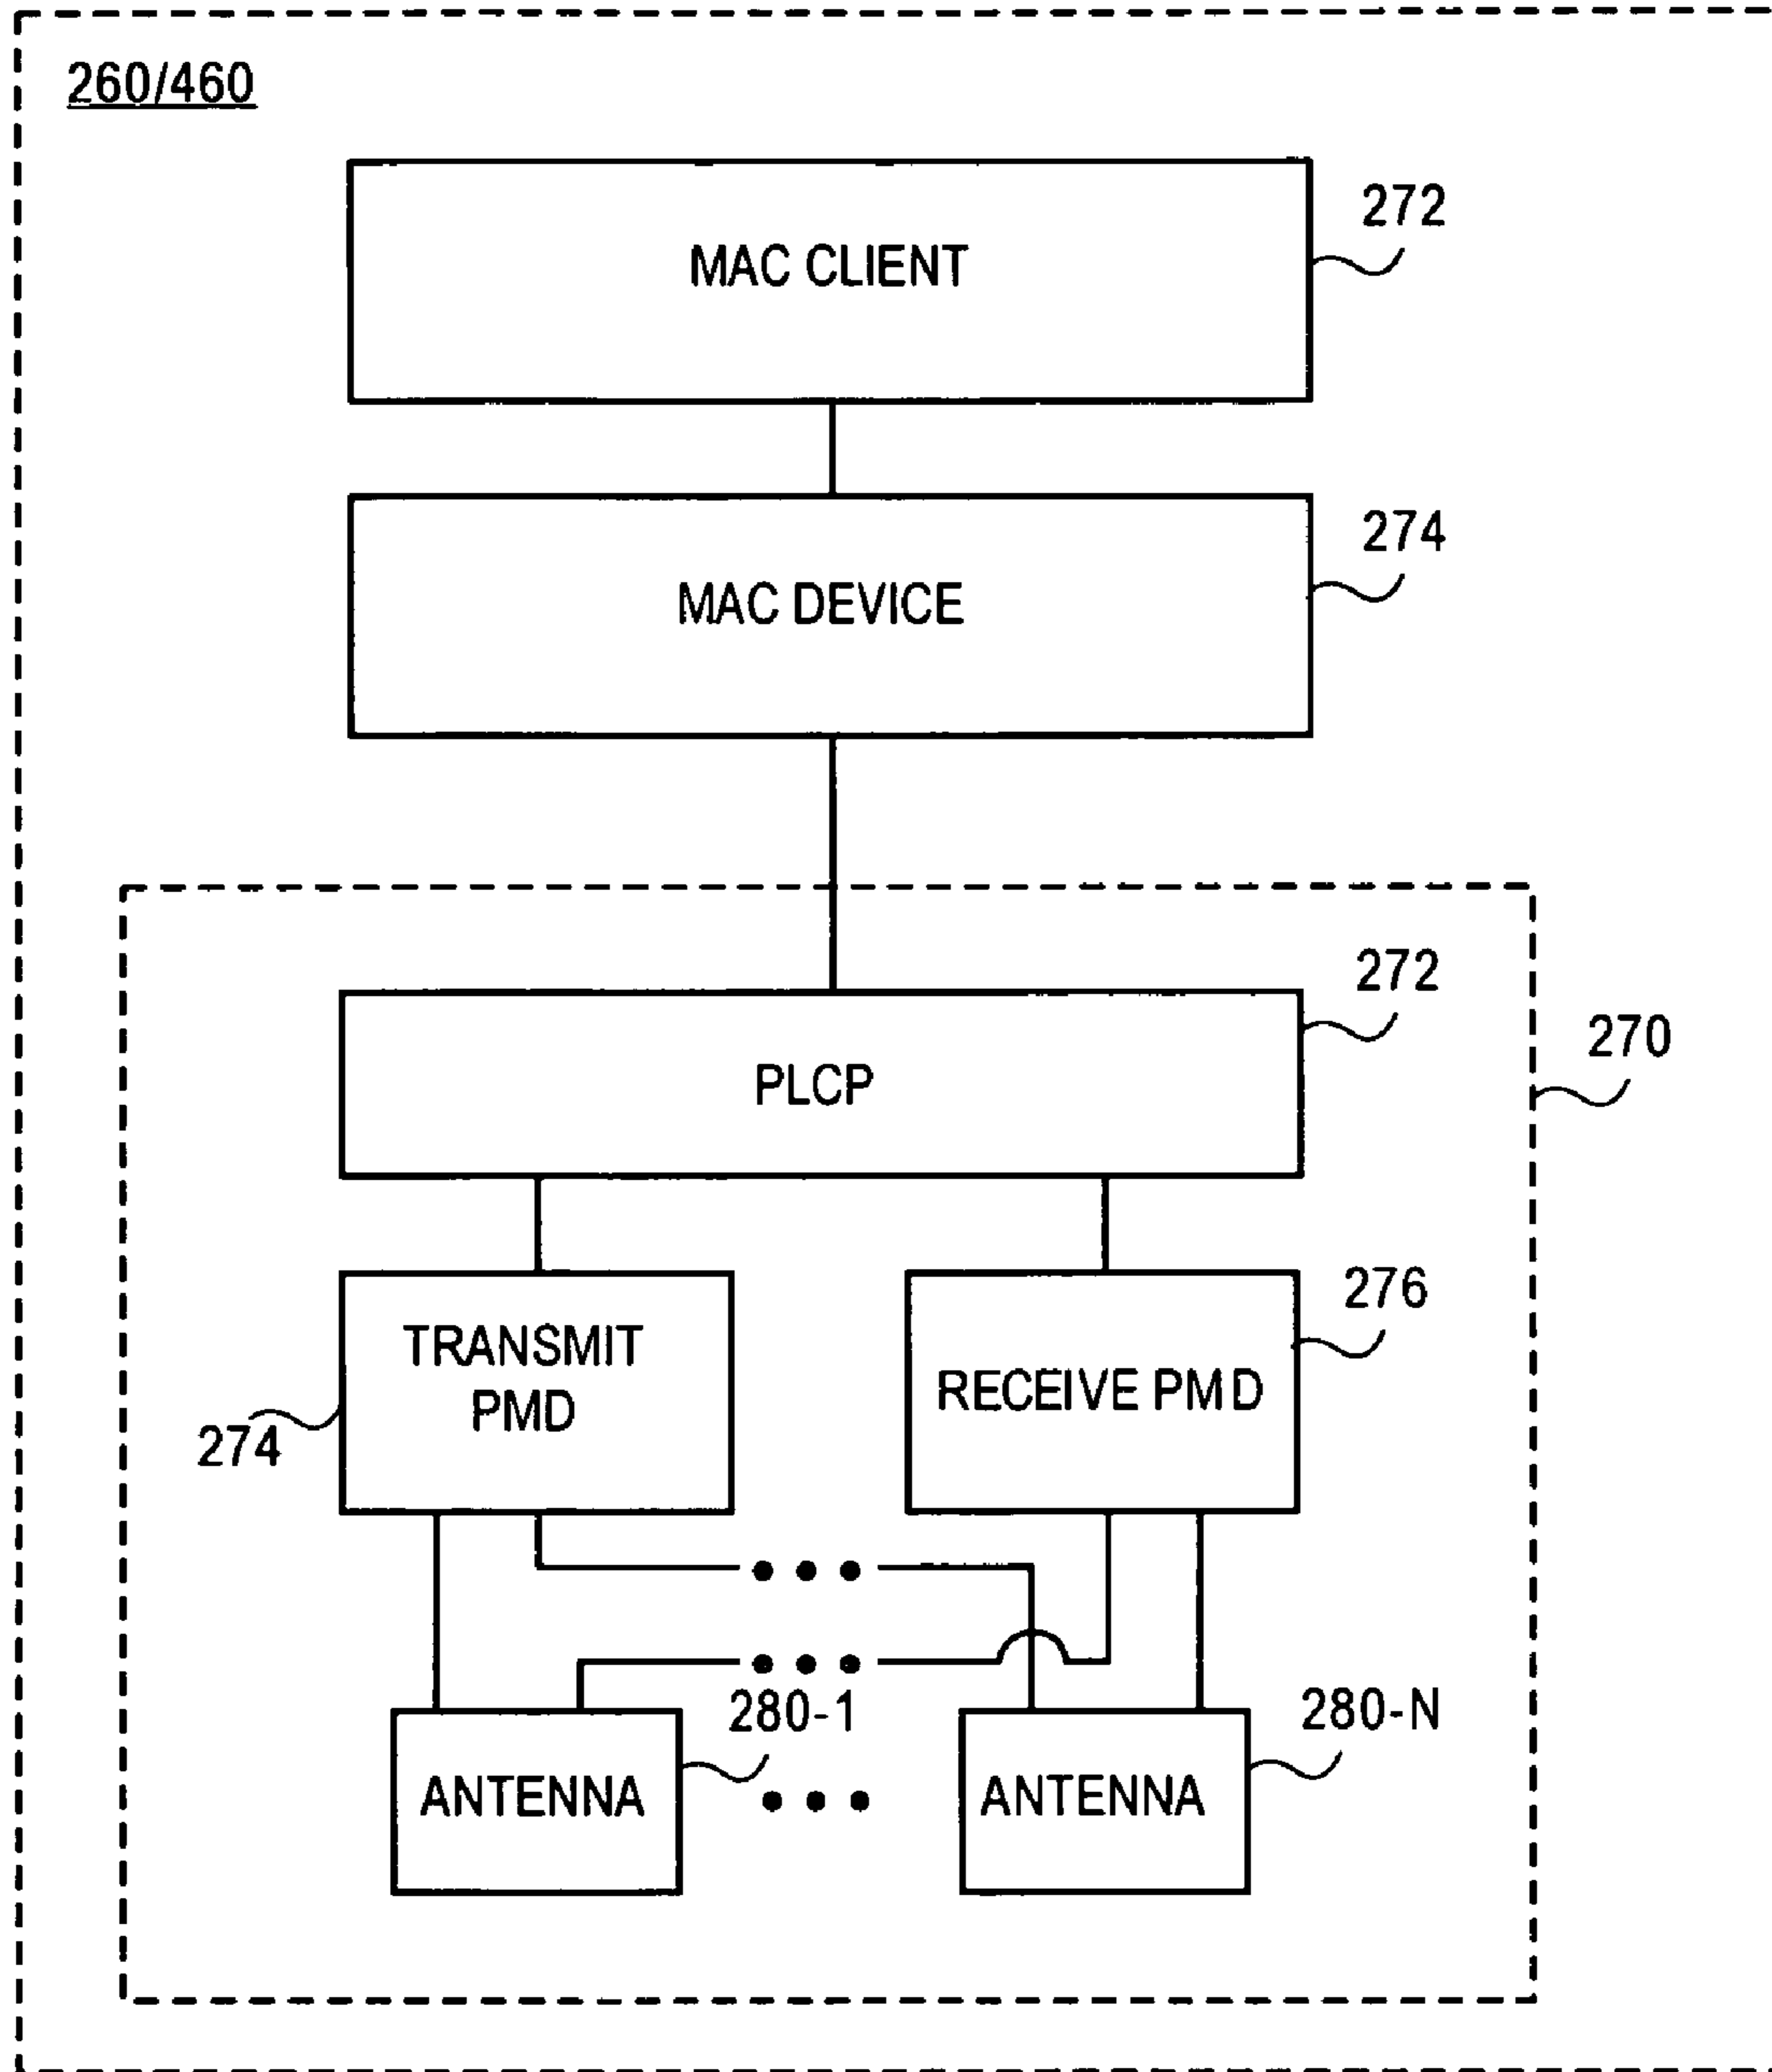 260/460
272
MAC CLIENT
274
MAC DEVICE
272
270
PLCP
276
TRANSMIT
PMD
RECEIVE PMD
274
280-1
280-N
ANTENNA
ANTENNA